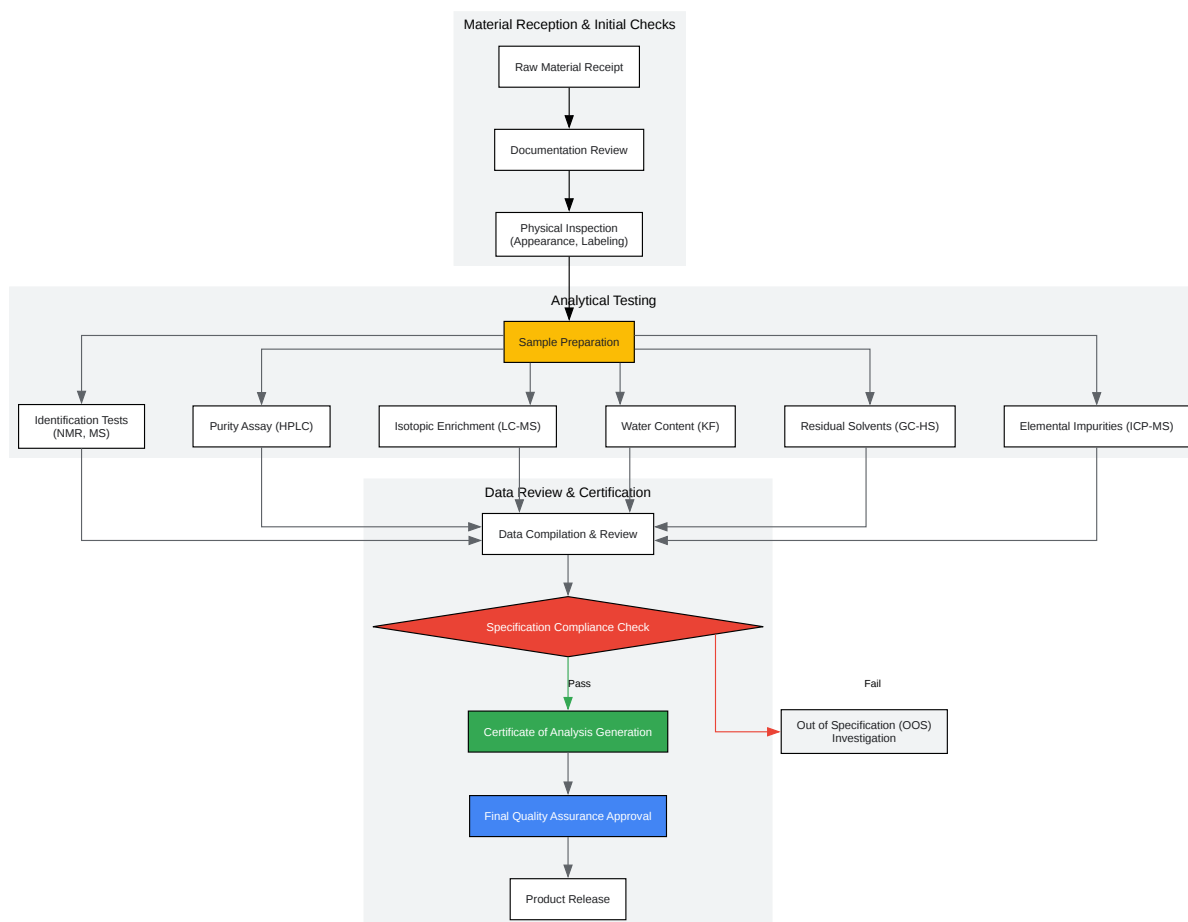 Material Reception & Initial Checks
Raw Material Receipt
Documentation Review
Physical Inspection
(Appearance, Labeling)
Analytical Testing
Sample Preparation
Identification Tests
(NMR, MS)
Purity Assay (HPLC)
Isotopic Enrichment (LC-MS)
Water Content (KF)
Residual Solvents (GC-HS)
Elemental Impurities (ICP-MS)
Data Review & Certification
Data Compilation & Review
Specification Compliance Check
Pass
Fail
Certificate of Analysis Generation
Out of Specification (OOS)
Investigation
Final Quality Assurance Approval
Product Release